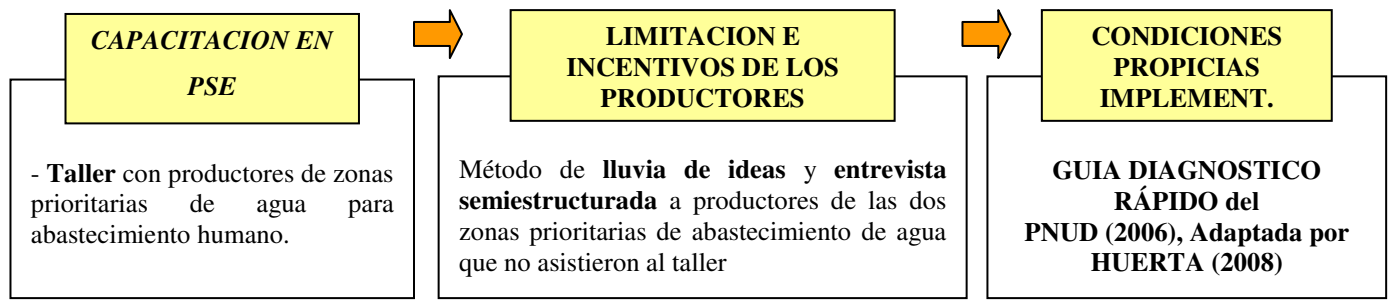 CAPACITACION EN
PSE
- Taller con productores de zonas
prioritarias de agua para
abastecimiento humano.
LIMITACION E
INCENTIVOS DE LOS
PRODUCTORES
Método de lluvia de ideas y entrevista
semiestructurada a productores de las dos
zonas prioritarias de abastecimiento de agua
que no asistieron al taller
CONDICIONES
PROPICIAS
IMPLEMENT.
GUIA DIAGNOSTICO
RÁPIDO del
PNUD (2006), Adaptada por
HUERTA (2008)